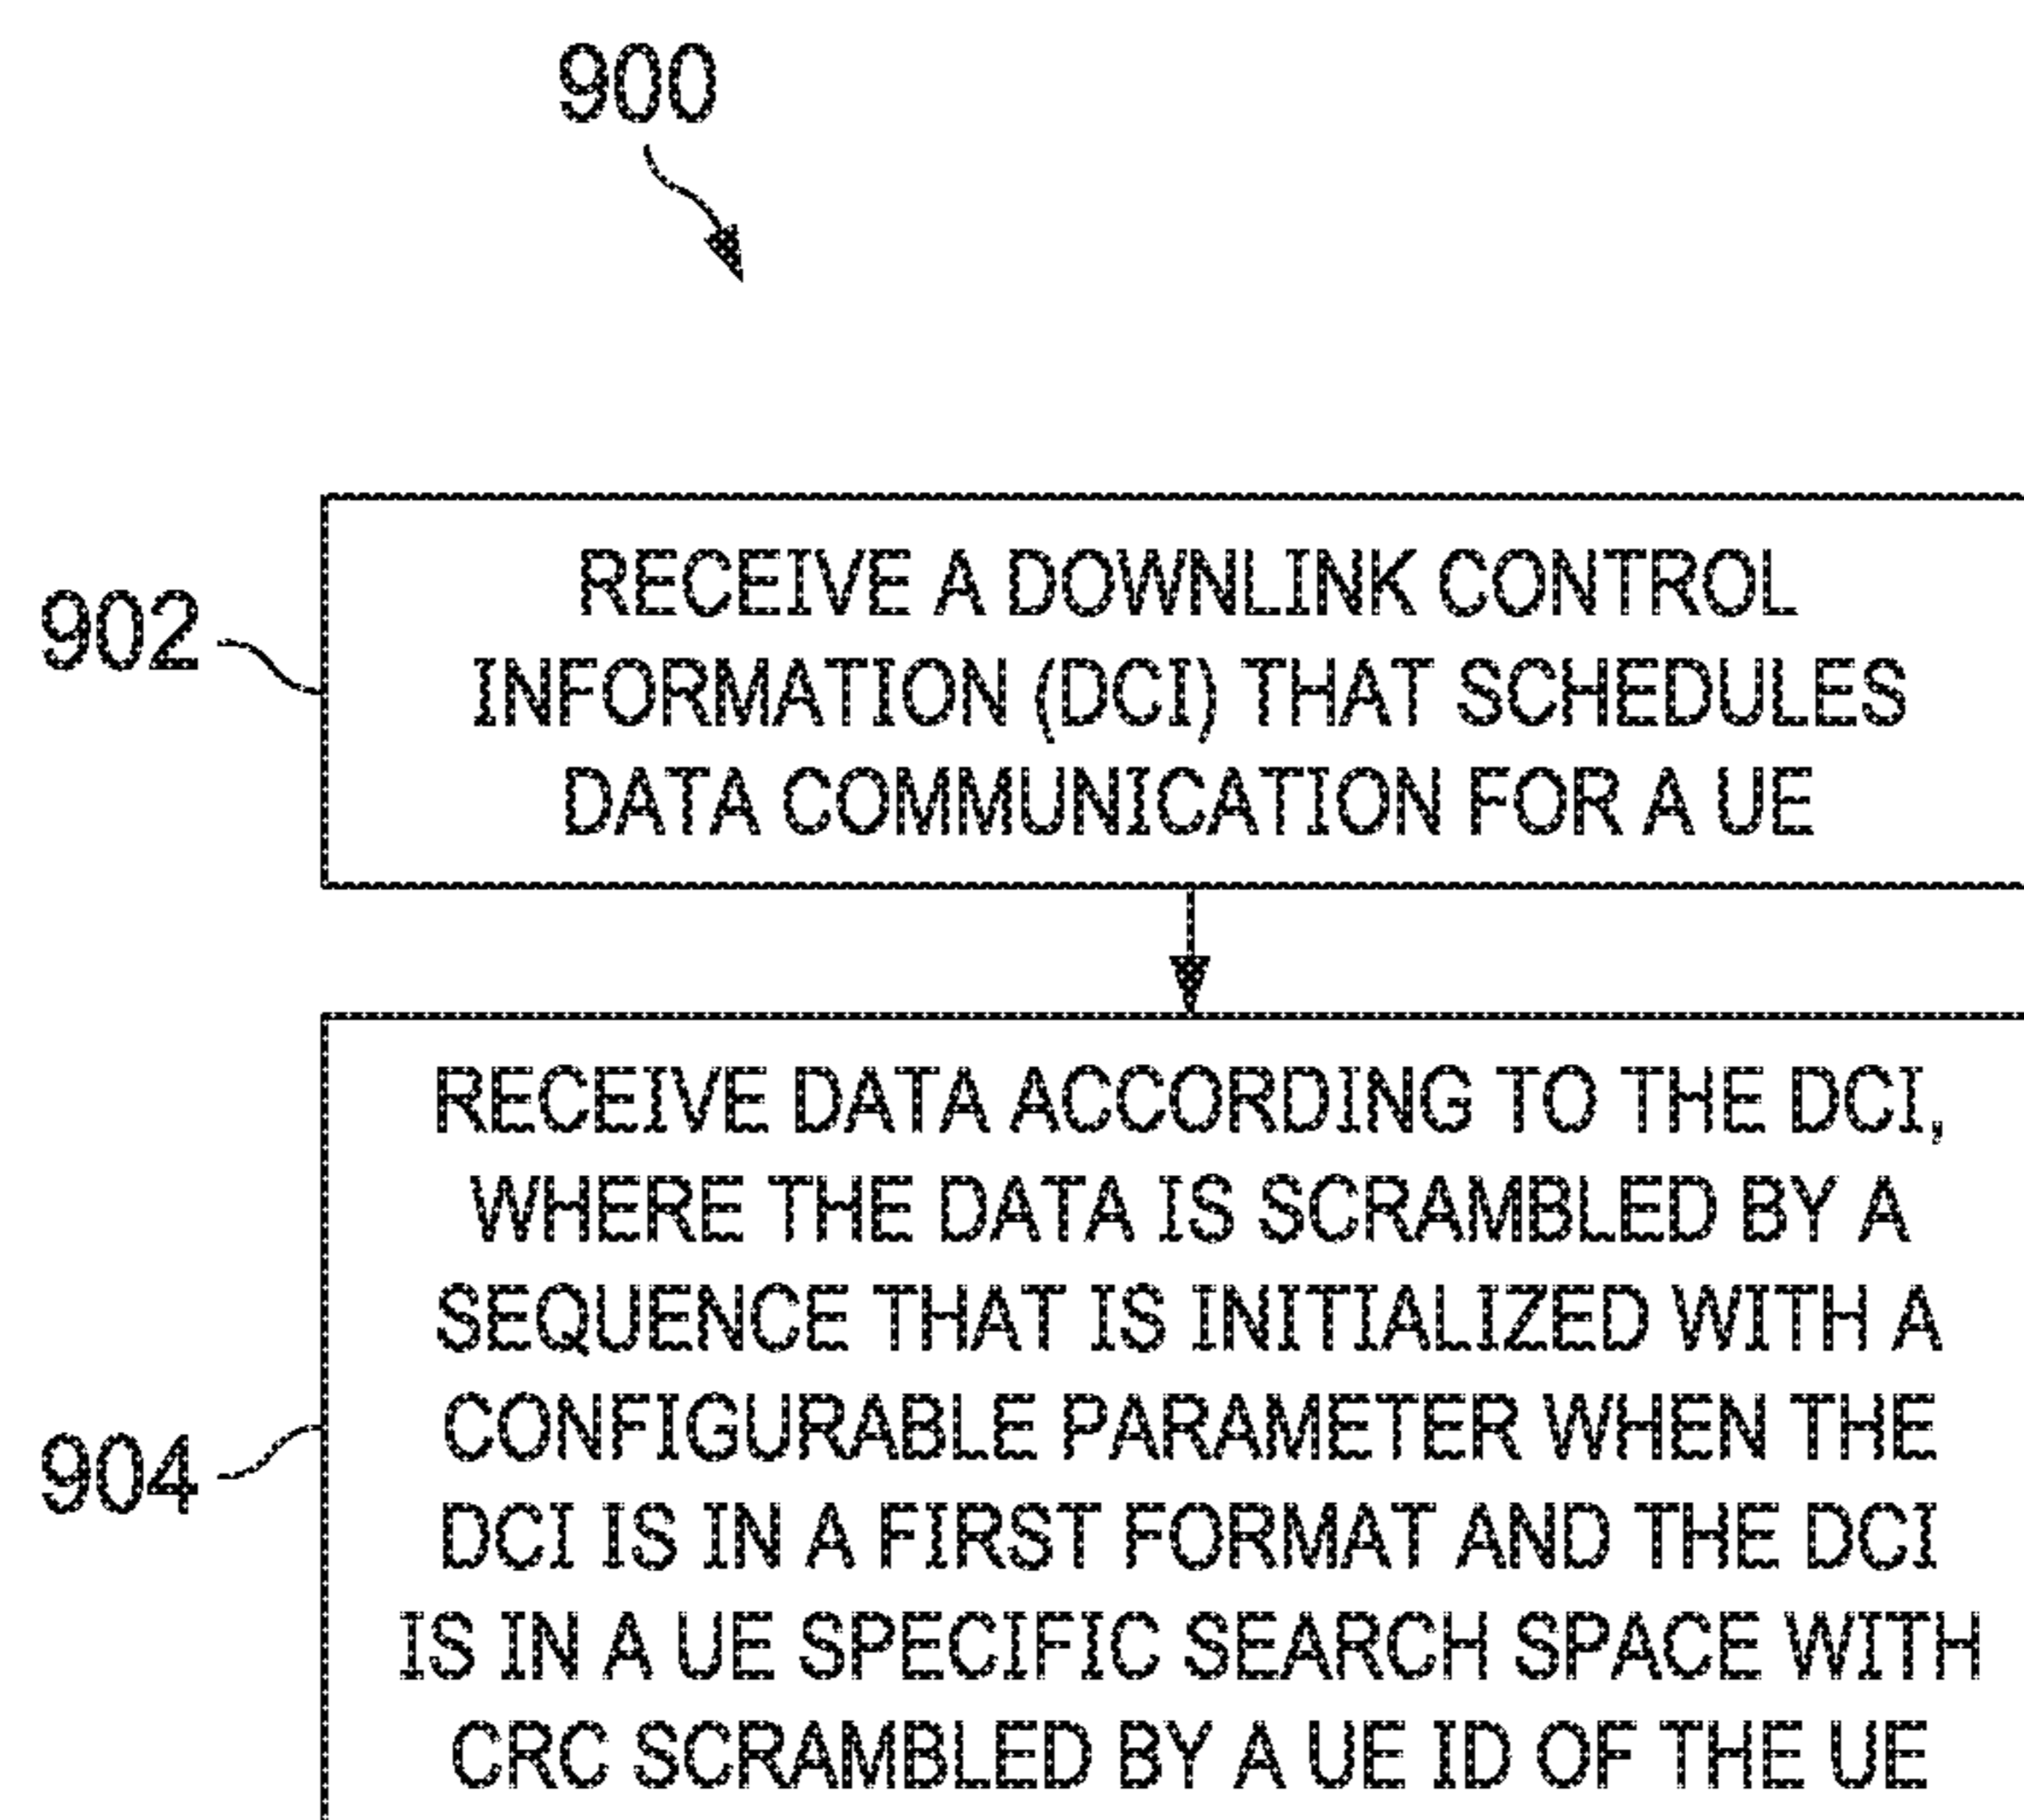 900
902
RECEIVE A DOWNLINK CONTROL
INFORMATION (DCI) THAT SCHEDULES
DATA COMMUNICATION FOR A UE
904
RECEIVE DATA ACCORDING TO THE DCI,
WHERE THE DATA IS SCRAMBLED BY A
SEQUENCE THAT IS INITIALIZED WITH A
CONFIGURABLE PARAMETER WHEN THE
DCI IS IN A FIRST FORMAT AND THE DCI
IS IN A UE SPECIFIC SEARCH SPACE WITH
CRC SCRAMBLED BY A UE ID OF THE UE